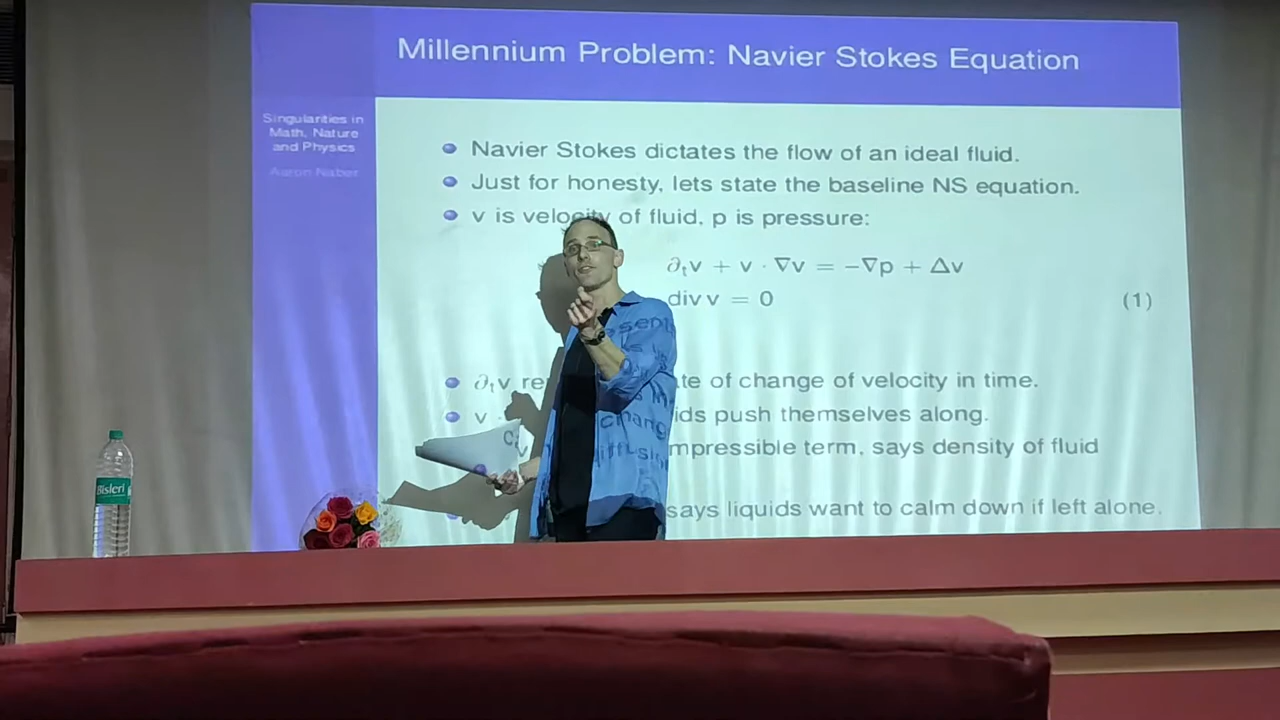 Millennium Problem: Navier Stokes Equation
Singularities in
Math, Nature
and Physics
Aaron Naber
Navier Stokes dictates the flow of an ideal fluid.
Just for honesty, lets state the baseline NS equation.
v is velocity of fluid, p is pressure:
∂ₜv + v · ∇v = −∇p + Δv
div v = 0 (1)
∂ₜv re te of change of velocity in time.
v · ids push themselves along.
mpressible term, says density of fluid
says liquids want to calm down if left alone.
Bisleri